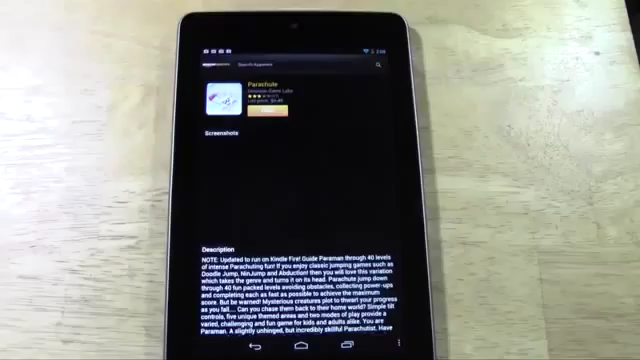 Search Appstore
Parachute
Screenshots
Description
NOTE: Updated to run on Kindle Fire! Guide Paraman through 40 levels
of intense Parachuting fun! If you enjoy classic jumping games such as
Doodle Jump, NinJump and Abduction! then you will love this variation
which takes the genre and turns it on its head. Parachute jump down
through 40 fun packed levels avoiding obstacles, collecting power-ups
and completing each as fast as possible to achieve the maximum
score. But be warned! Mysterious creatures plot to thwart your progress
as you fall.... Can you chase them back to their home world? Simple tilt
controls, five unique themed areas and two modes of play provide a
varied, challenging and fun game for kids and adults alike. You are
Paraman. A slightly unhinged, but incredibly skillful Parachutist. Have